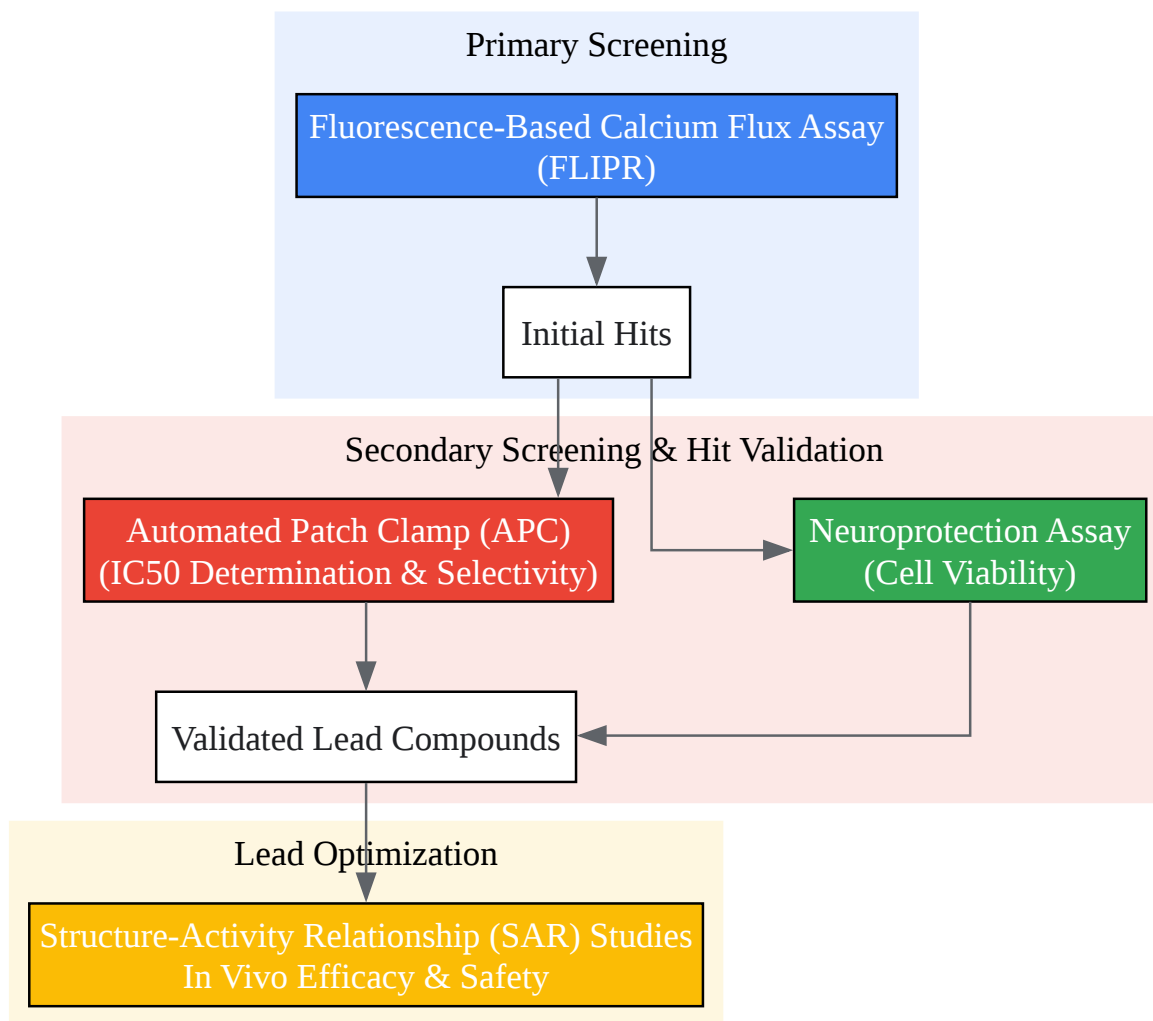 Primary Screening
Fluorescence-Based Calcium Flux Assay
(FLIPR)
Initial Hits
Secondary Screening & Hit Validation
Automated Patch Clamp (APC)
(IC50 Determination & Selectivity)
Neuroprotection Assay
(Cell Viability)
Validated Lead Compounds
Lead Optimization
Structure-Activity Relationship (SAR) Studies
In Vivo Efficacy & Safety